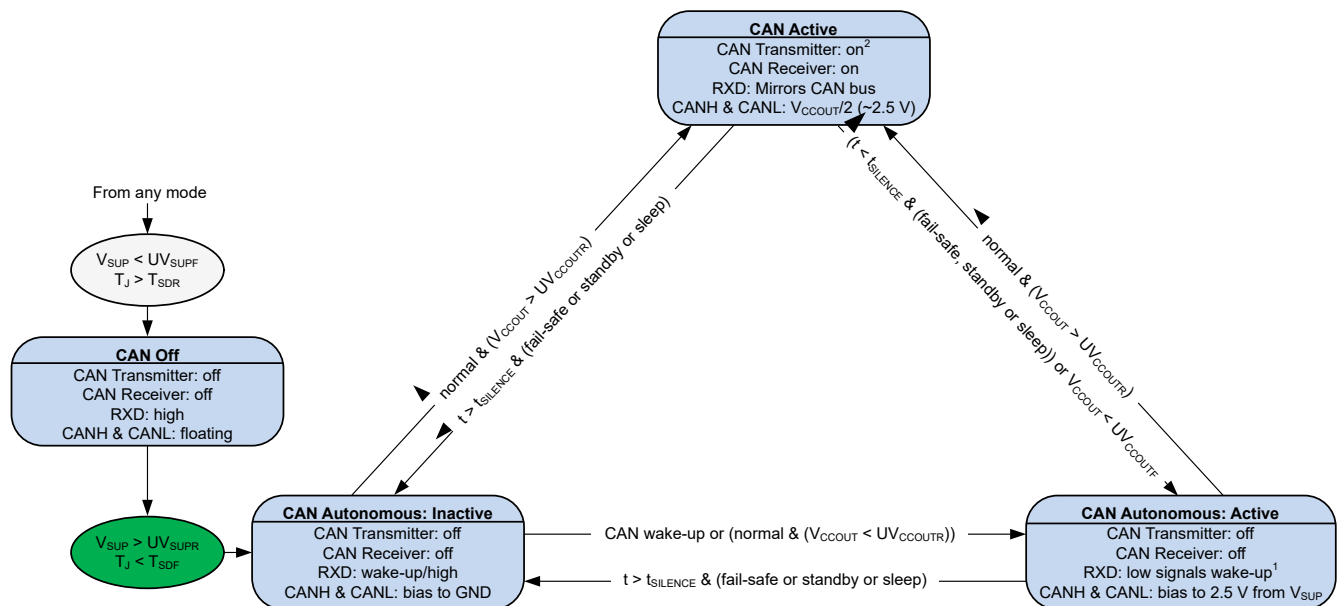 CAN Active
CAN Transmitter: on²
CAN Receiver: on
RXD: Mirrors CAN bus
CANH & CANL: VCCOUT/2 (~2.5 V)
From any mode
VSUP < UVSUPF
TJ > TSDR
CAN Off
CAN Transmitter: off
CAN Receiver: off
RXD: high
CANH & CANL: floating
VSUP > UVSUPR
TJ < TSDF
normal & (VCCOUT > UVCCOUTR)
t > tSILENCE & (fail-safe or standby or sleep)
(t < tSILENCE & (fail-safe, standby or sleep)) or VCCOUT < UVCCOUTF
normal & (VCCOUT > UVCCOUTR)
CAN Autonomous: Inactive
CAN Transmitter: off
CAN Receiver: off
RXD: wake-up/high
CANH & CANL: bias to GND
CAN wake-up or (normal & (VCCOUT < UVCCOUTR))
t > tSILENCE & (fail-safe or standby or sleep)
CAN Autonomous: Active
CAN Transmitter: off
CAN Receiver: off
RXD: low signals wake-up¹
CANH & CANL: bias to 2.5 V from VSUP